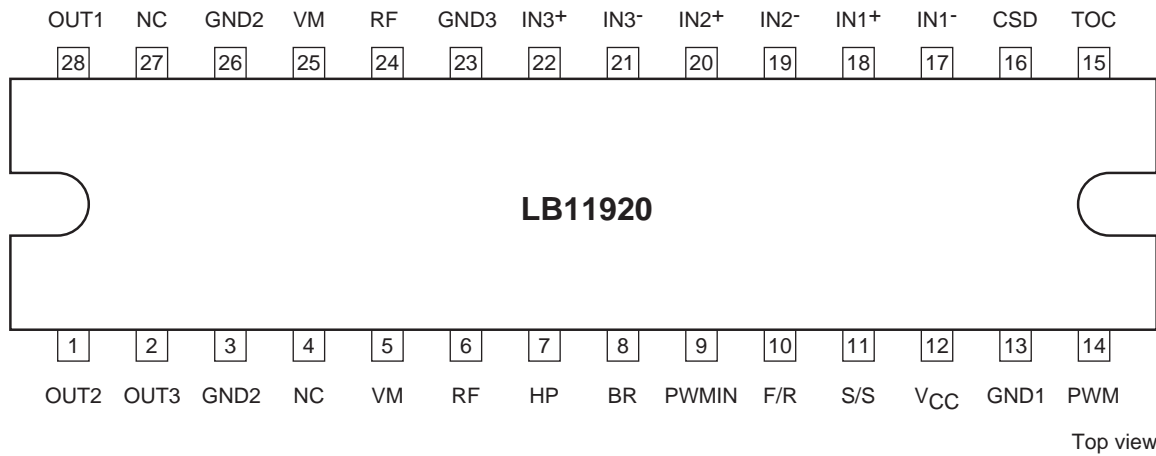 OUT1 NC GND2 VM RF GND3 IN3+ IN3- IN2+ IN2- IN1+ IN1- CSD TOC
28 27 26 25 24 23 22 21 20 19 18 17 16 15
LB11920
1 2 3 4 5 6 7 8 9 10 11 12 13 14
OUT2 OUT3 GND2 NC VM RF HP BR PWMIN F/R S/S VCC GND1 PWM
Top view